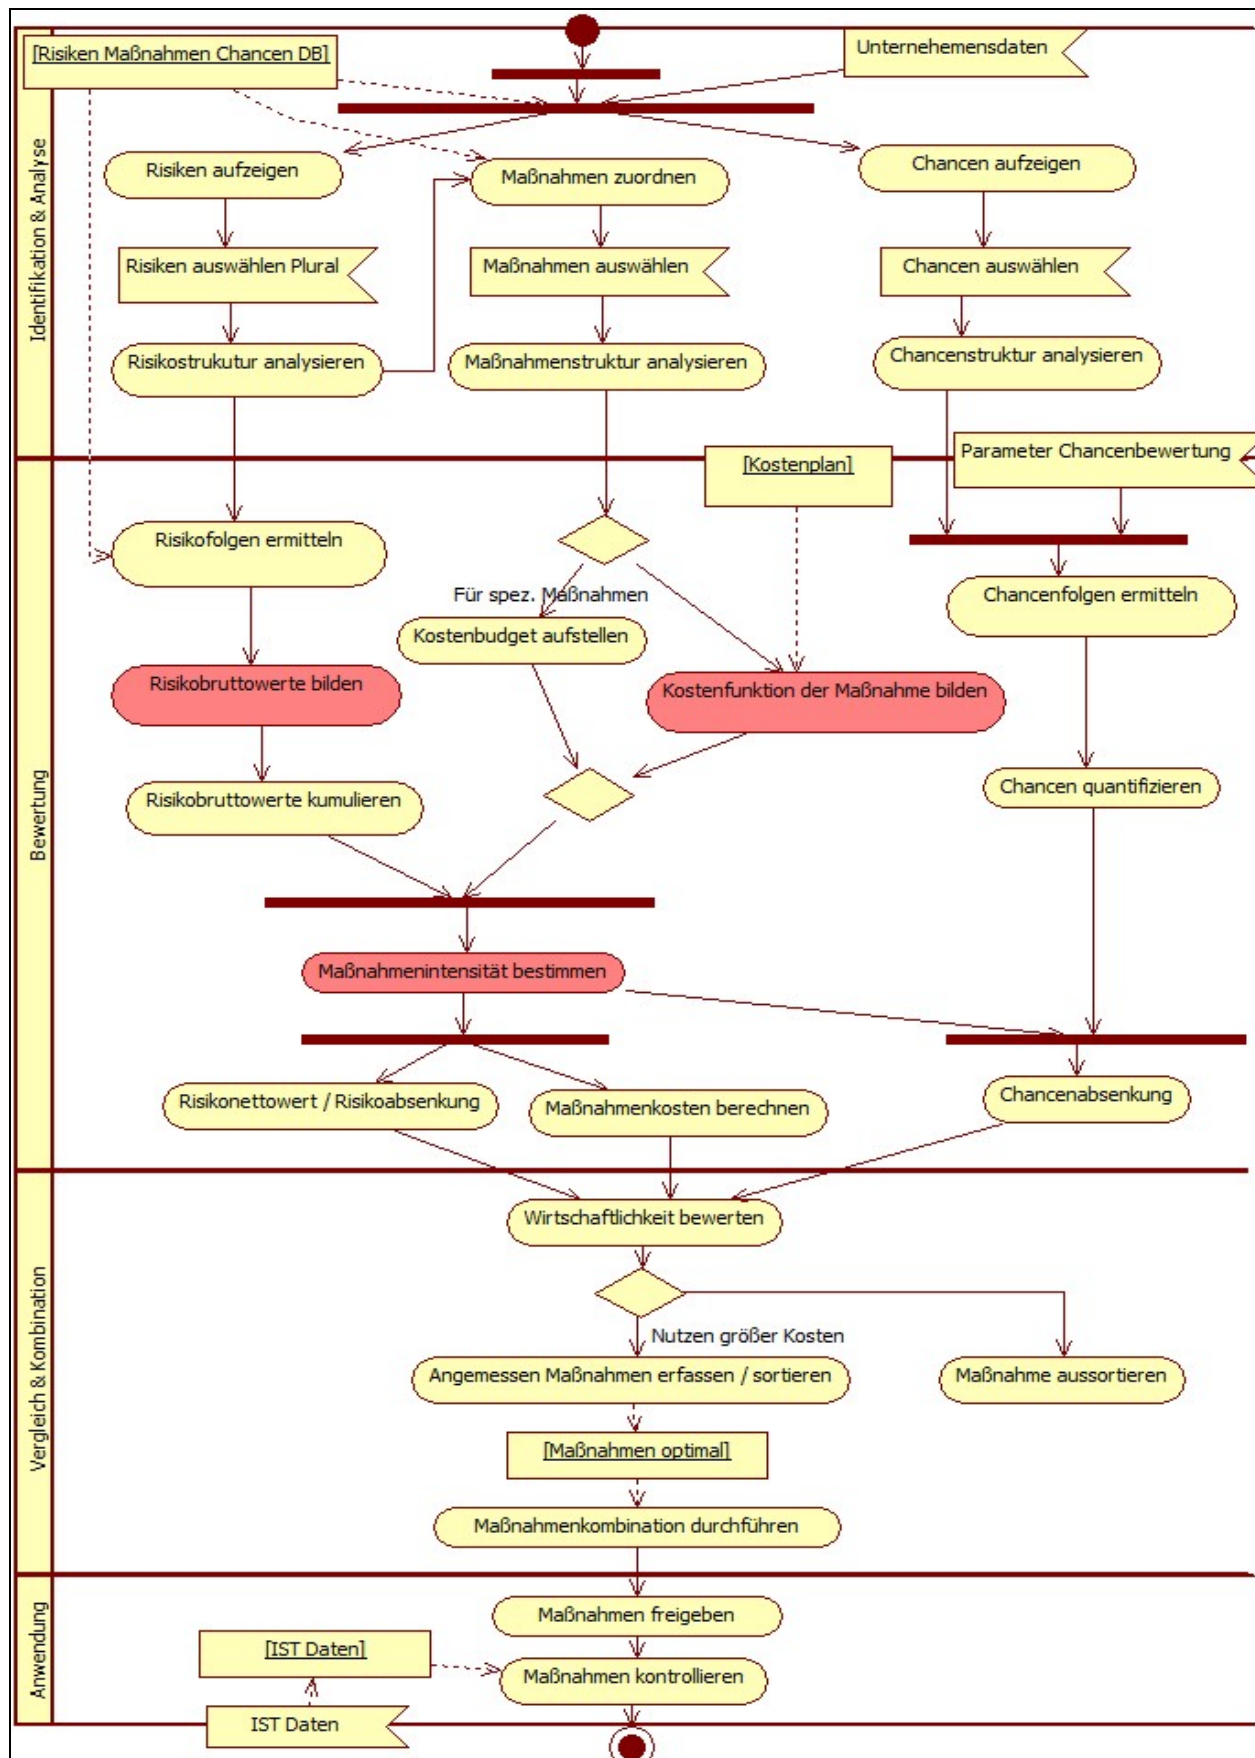 [Risiken Maßnahmen Chancen DB]
Unternehemensdaten
Identifikation & Analyse
Risiken aufzeigen
Maßnahmen zuordnen
Chancen aufzeigen
Risiken auswählen Plural
Maßnahmen auswählen
Chancen auswählen
Risikostrukutur analysieren
Maßnahmenstruktur analysieren
Chancenstruktur analysieren
Bewertung
[Kostenplan]
Parameter Chancenbewertung
Risikofolgen ermitteln
Für spez. Maßnahmen
Chancenfolgen ermitteln
Kostenbudget aufstellen
Risikobruttowerte bilden
Kostenfunktion der Maßnahme bilden
Risikobruttowerte kumulieren
Chancen quantifizieren
Maßnahmenintensität bestimmen
Risikonettowert / Risikoabsenkung
Maßnahmenkosten berechnen
Chancenabsenkung
Vergleich & Kombination
Wirtschaftlichkeit bewerten
Nutzen größer Kosten
Angemessen Maßnahmen erfassen / sortieren
Maßnahme aussortieren
[Maßnahmen optimal]
Maßnahmenkombination durchführen
Anwendung
Maßnahmen freigeben
[IST Daten]
Maßnahmen kontrollieren
IST Daten